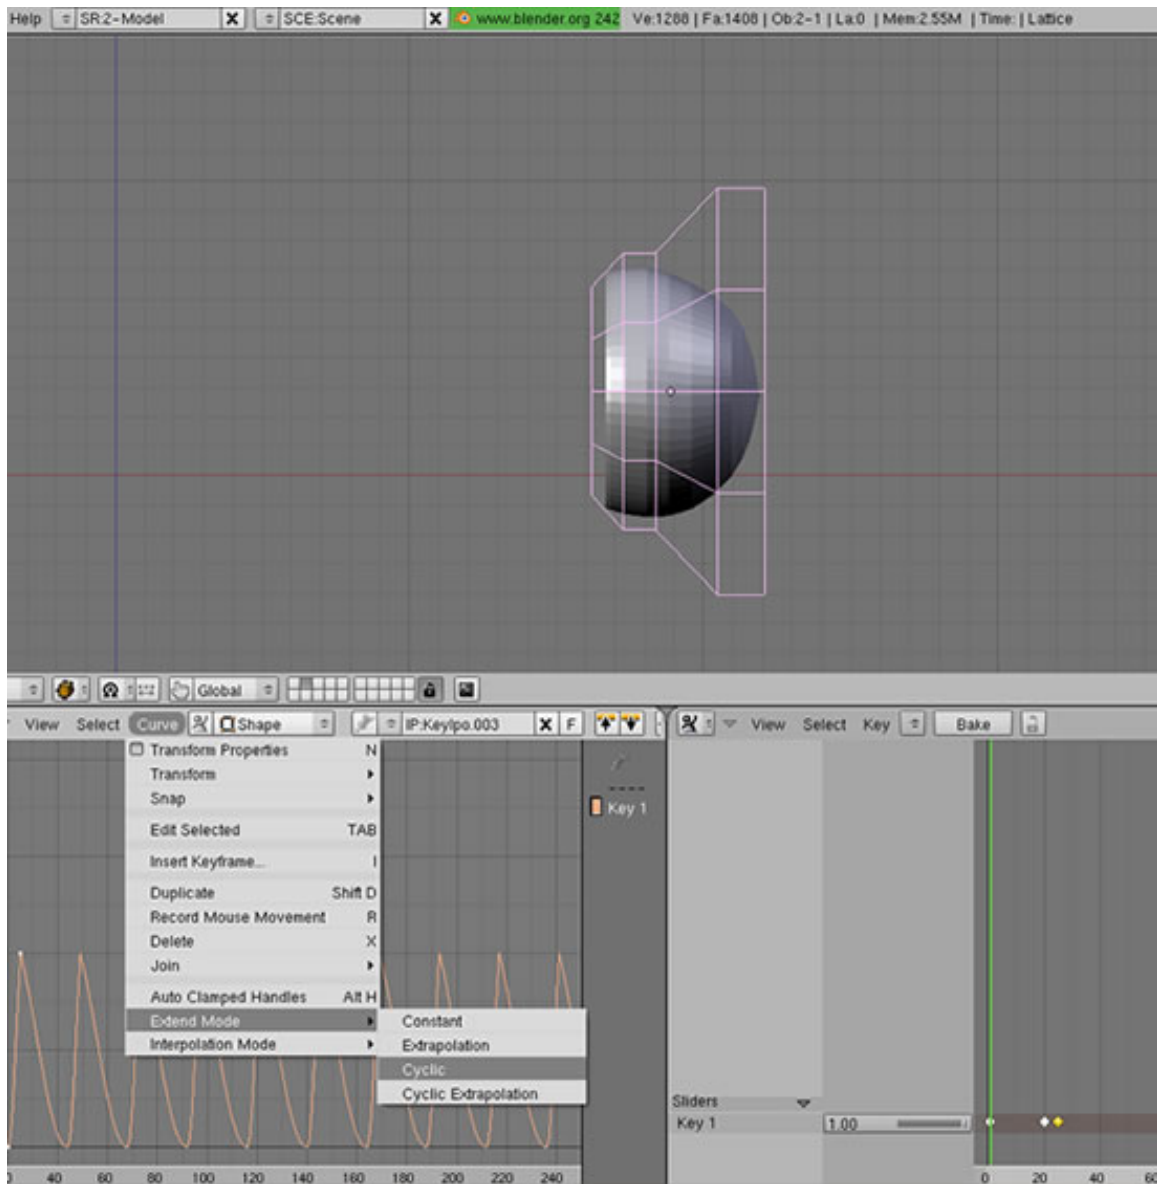 Help SR:2-Model X SCE:Scene X www.blender.org 242 Ve:1288 | Fa:1408 | Ob:2-1 | La:0 | Mem:2.55M | Time: | Lattice
Global
View Select Curve Shape IP:KeyIpo.003 X F View Select Key Bake
Transform Properties N
Transform
Snap
Key 1
Edit Selected TAB
Insert Keyframe... I
Duplicate Shift D
Record Mouse Movement R
Delete X
Join
Auto Clamped Handles Alt H
Extend Mode Constant
Interpolation Mode Extrapolation
Cyclic
Cyclic Extrapolation
Sliders
Key 1 1.00
40 60 80 100 120 140 160 180 200 220 240 0 20 40 60